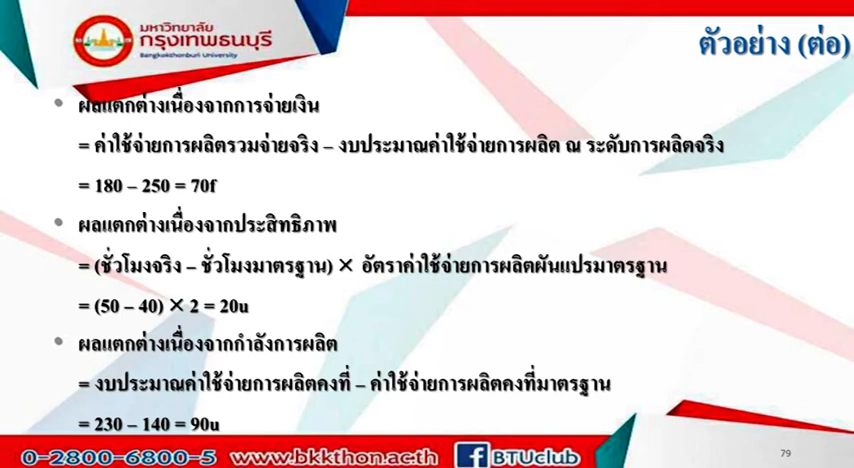 มหาวิทยาลัย
กรุงเทพธนบุรี
Bangkokthonburi University
ตัวอย่าง (ต่อ)
• ผลแตกต่างเนื่องจากการจ่ายเงิน
= ค่าใช้จ่ายการผลิตรวมจ่ายจริง – งบประมาณค่าใช้จ่ายการผลิต ณ ระดับการผลิตจริง
= 180 – 250 = 70f
• ผลแตกต่างเนื่องจากประสิทธิภาพ
= (ชั่วโมงจริง – ชั่วโมงมาตรฐาน) × อัตราค่าใช้จ่ายการผลิตผันแปรมาตรฐาน
= (50 – 40) × 2 = 20u
• ผลแตกต่างเนื่องจากกำลังการผลิต
= งบประมาณค่าใช้จ่ายการผลิตคงที่ – ค่าใช้จ่ายการผลิตคงที่มาตรฐาน
= 230 – 140 = 90u
0-2800-6800-5 www.bkkthon.ac.th f BTUclub
79